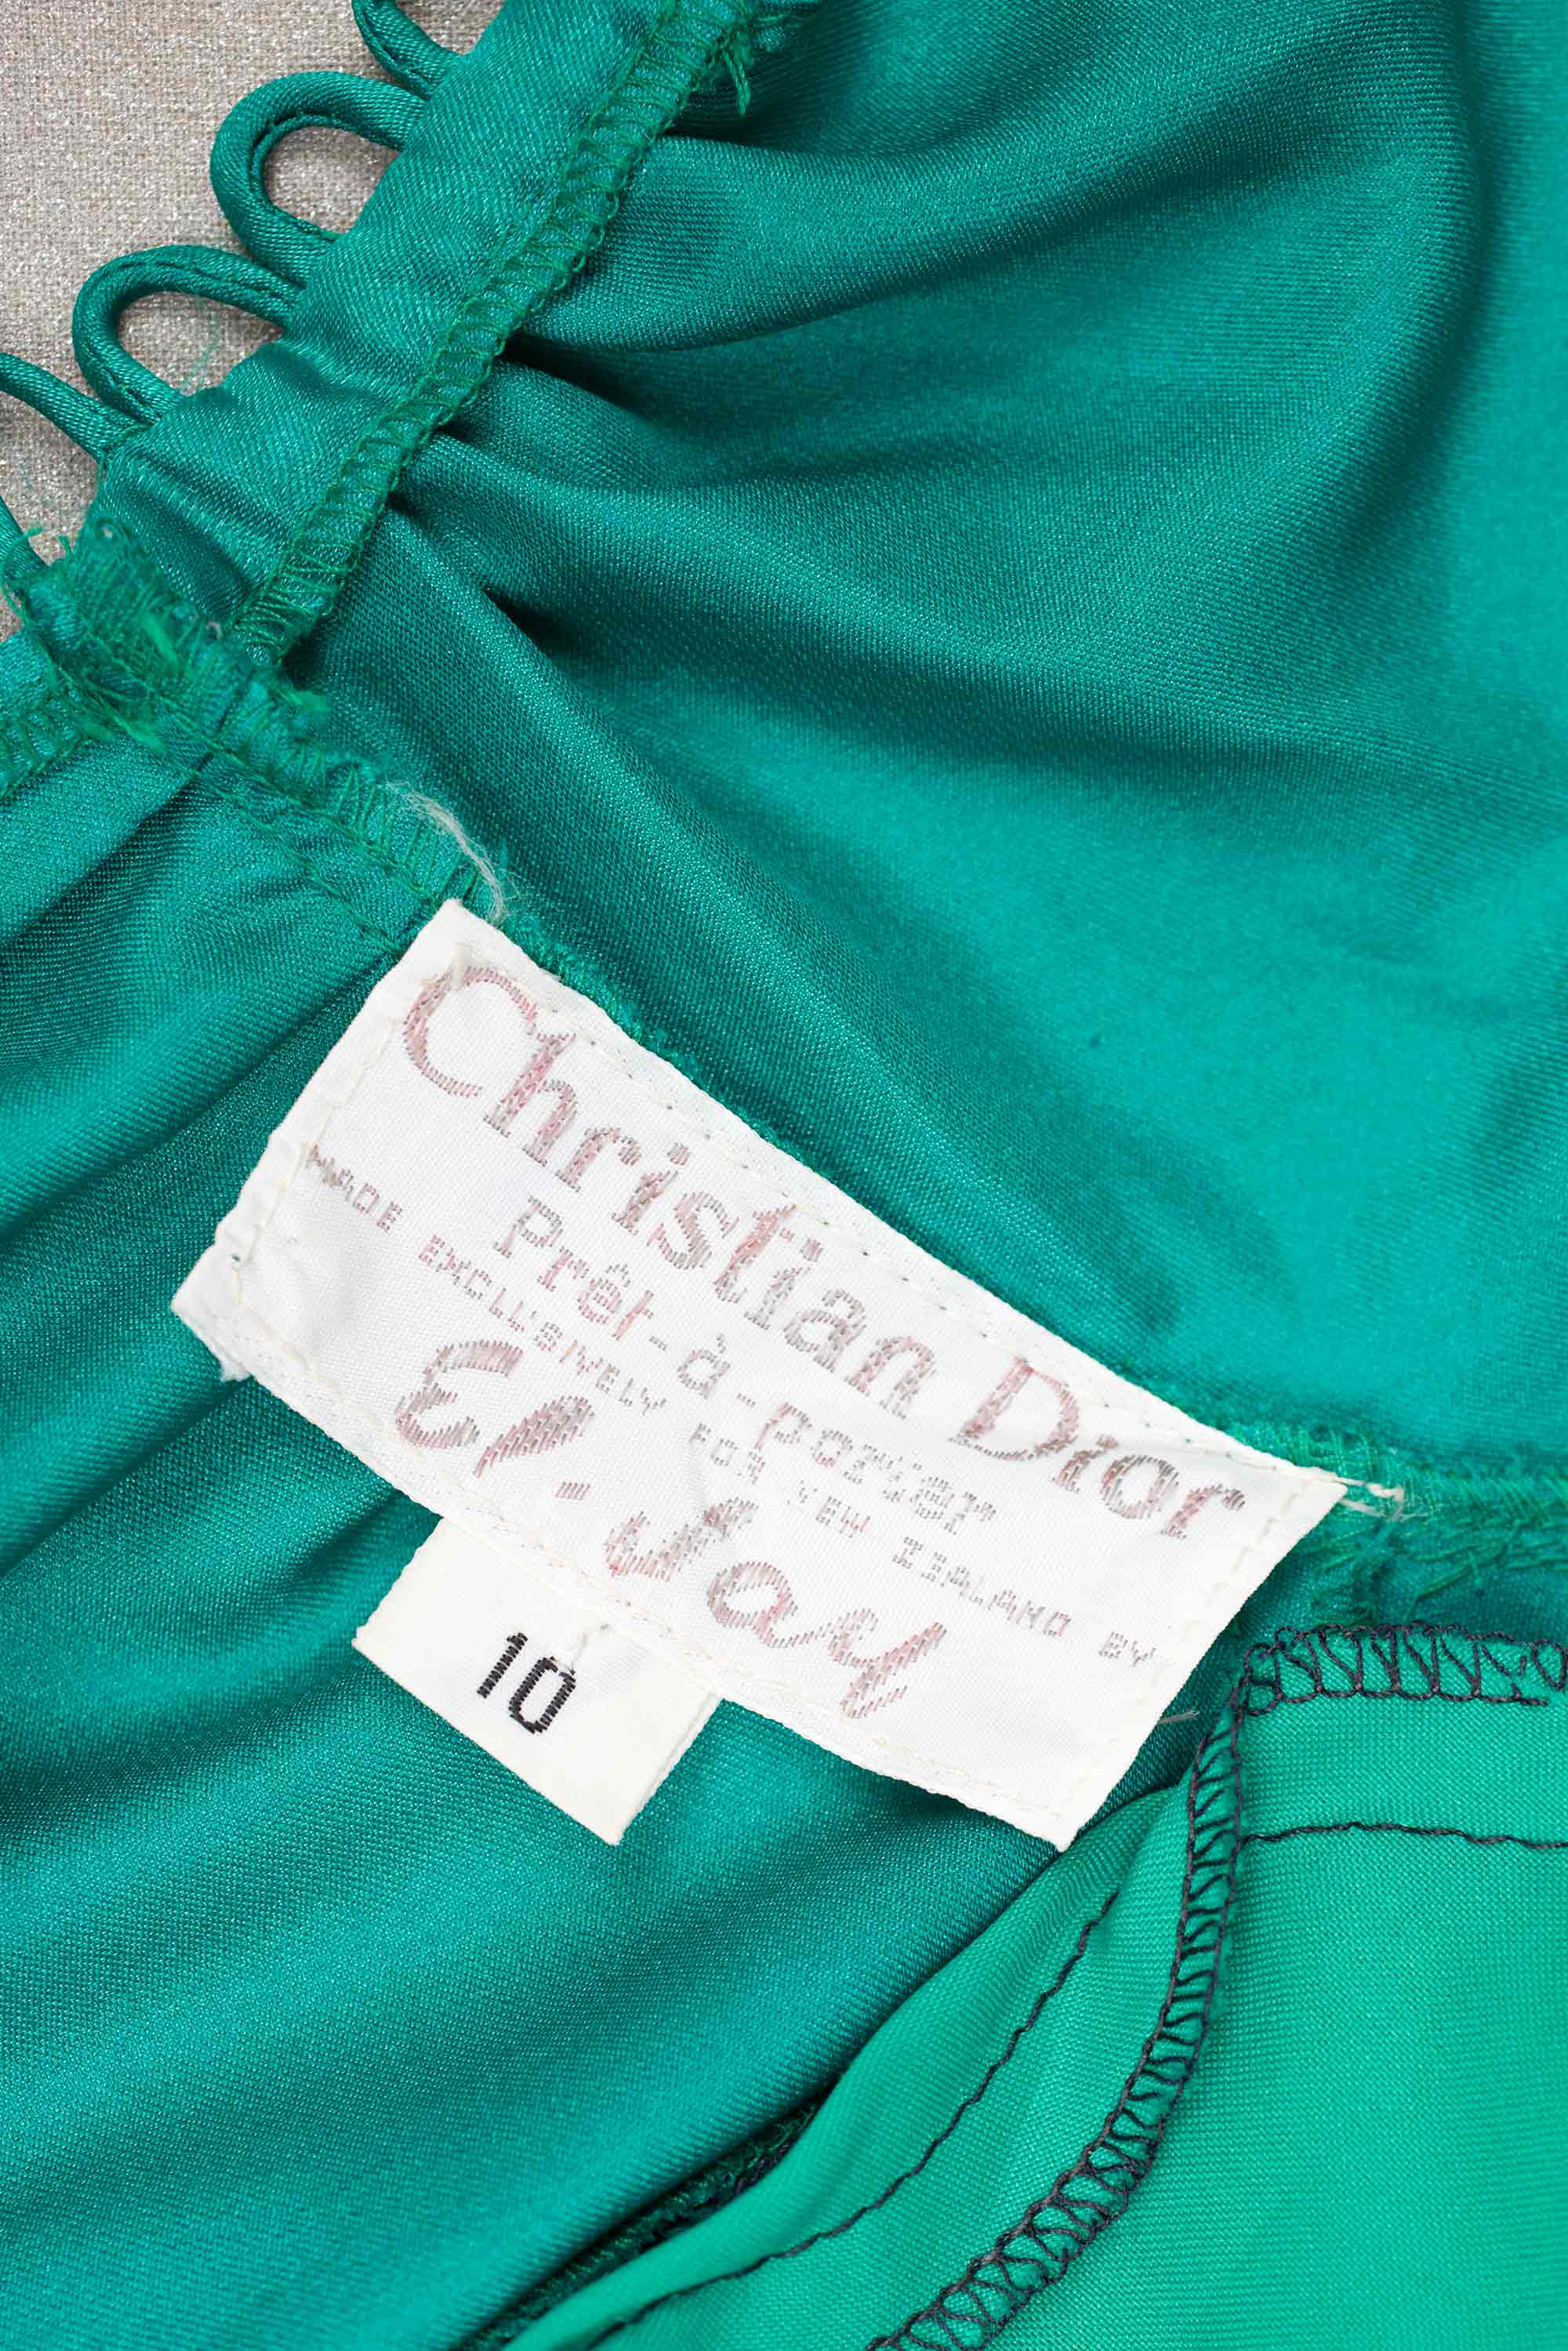 Christian Dior
Prêt-à-porter
MADE EXCLUSIVELY FOR NEW ZEALAND BY
El-Jay
10